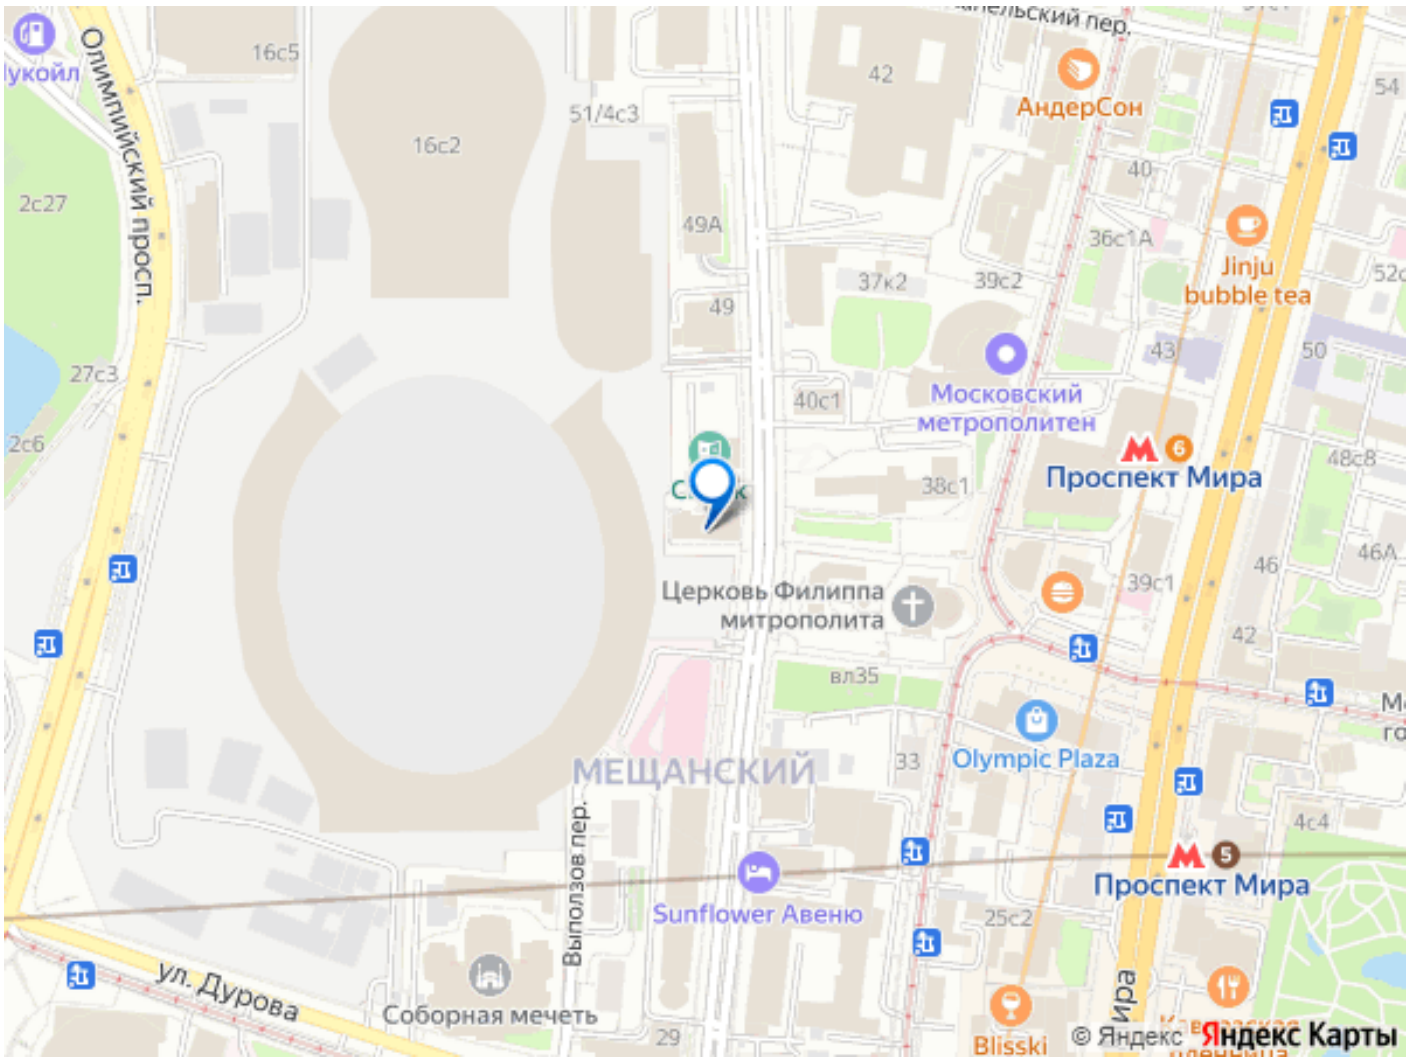 16с5
Олимпийский просп.
42
54
АндерСон
51/4с3
16с2
40
2с27
49А
36с1А
Jinju
bubble tea
37к2
39с2
52с
49
43
50
27с3
Московский
метрополитен
40с1
2с6
6
Проспект Мира
48с8
38с1
46А
46
39с1
Церковь Филиппа
митрополита
42
вл35
Olympic Plaza
33
МЕЩАНСКИЙ
4с4
5
Проспект Мира
Выползов пер.
Sunflower Авеню
25с2
ул. Дурова
Соборная мечеть
29
Blisski
© Яндекс
Яндекс Карты